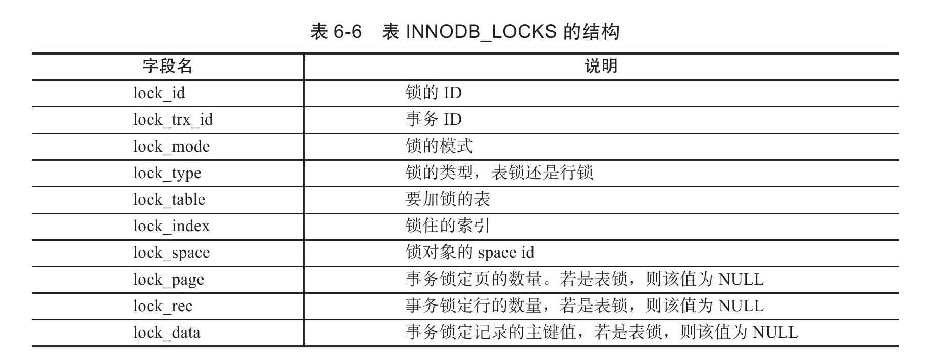 表 6-6 表 INNODB_LOCKS 的结构
字段名 说明
lock_id 锁的 ID
lock_trx_id 事务 ID
lock_mode 锁的模式
lock_type 锁的类型，表锁还是行锁
lock_table 要加锁的表
lock_index 锁住的索引
lock_space 锁对象的 space id
lock_page 事务锁定页的数量。若是表锁，则该值为 NULL
lock_rec 事务锁定行的数量，若是表锁，则该值为 NULL
lock_data 事务锁定记录的主键值，若是表锁，则该值为 NULL